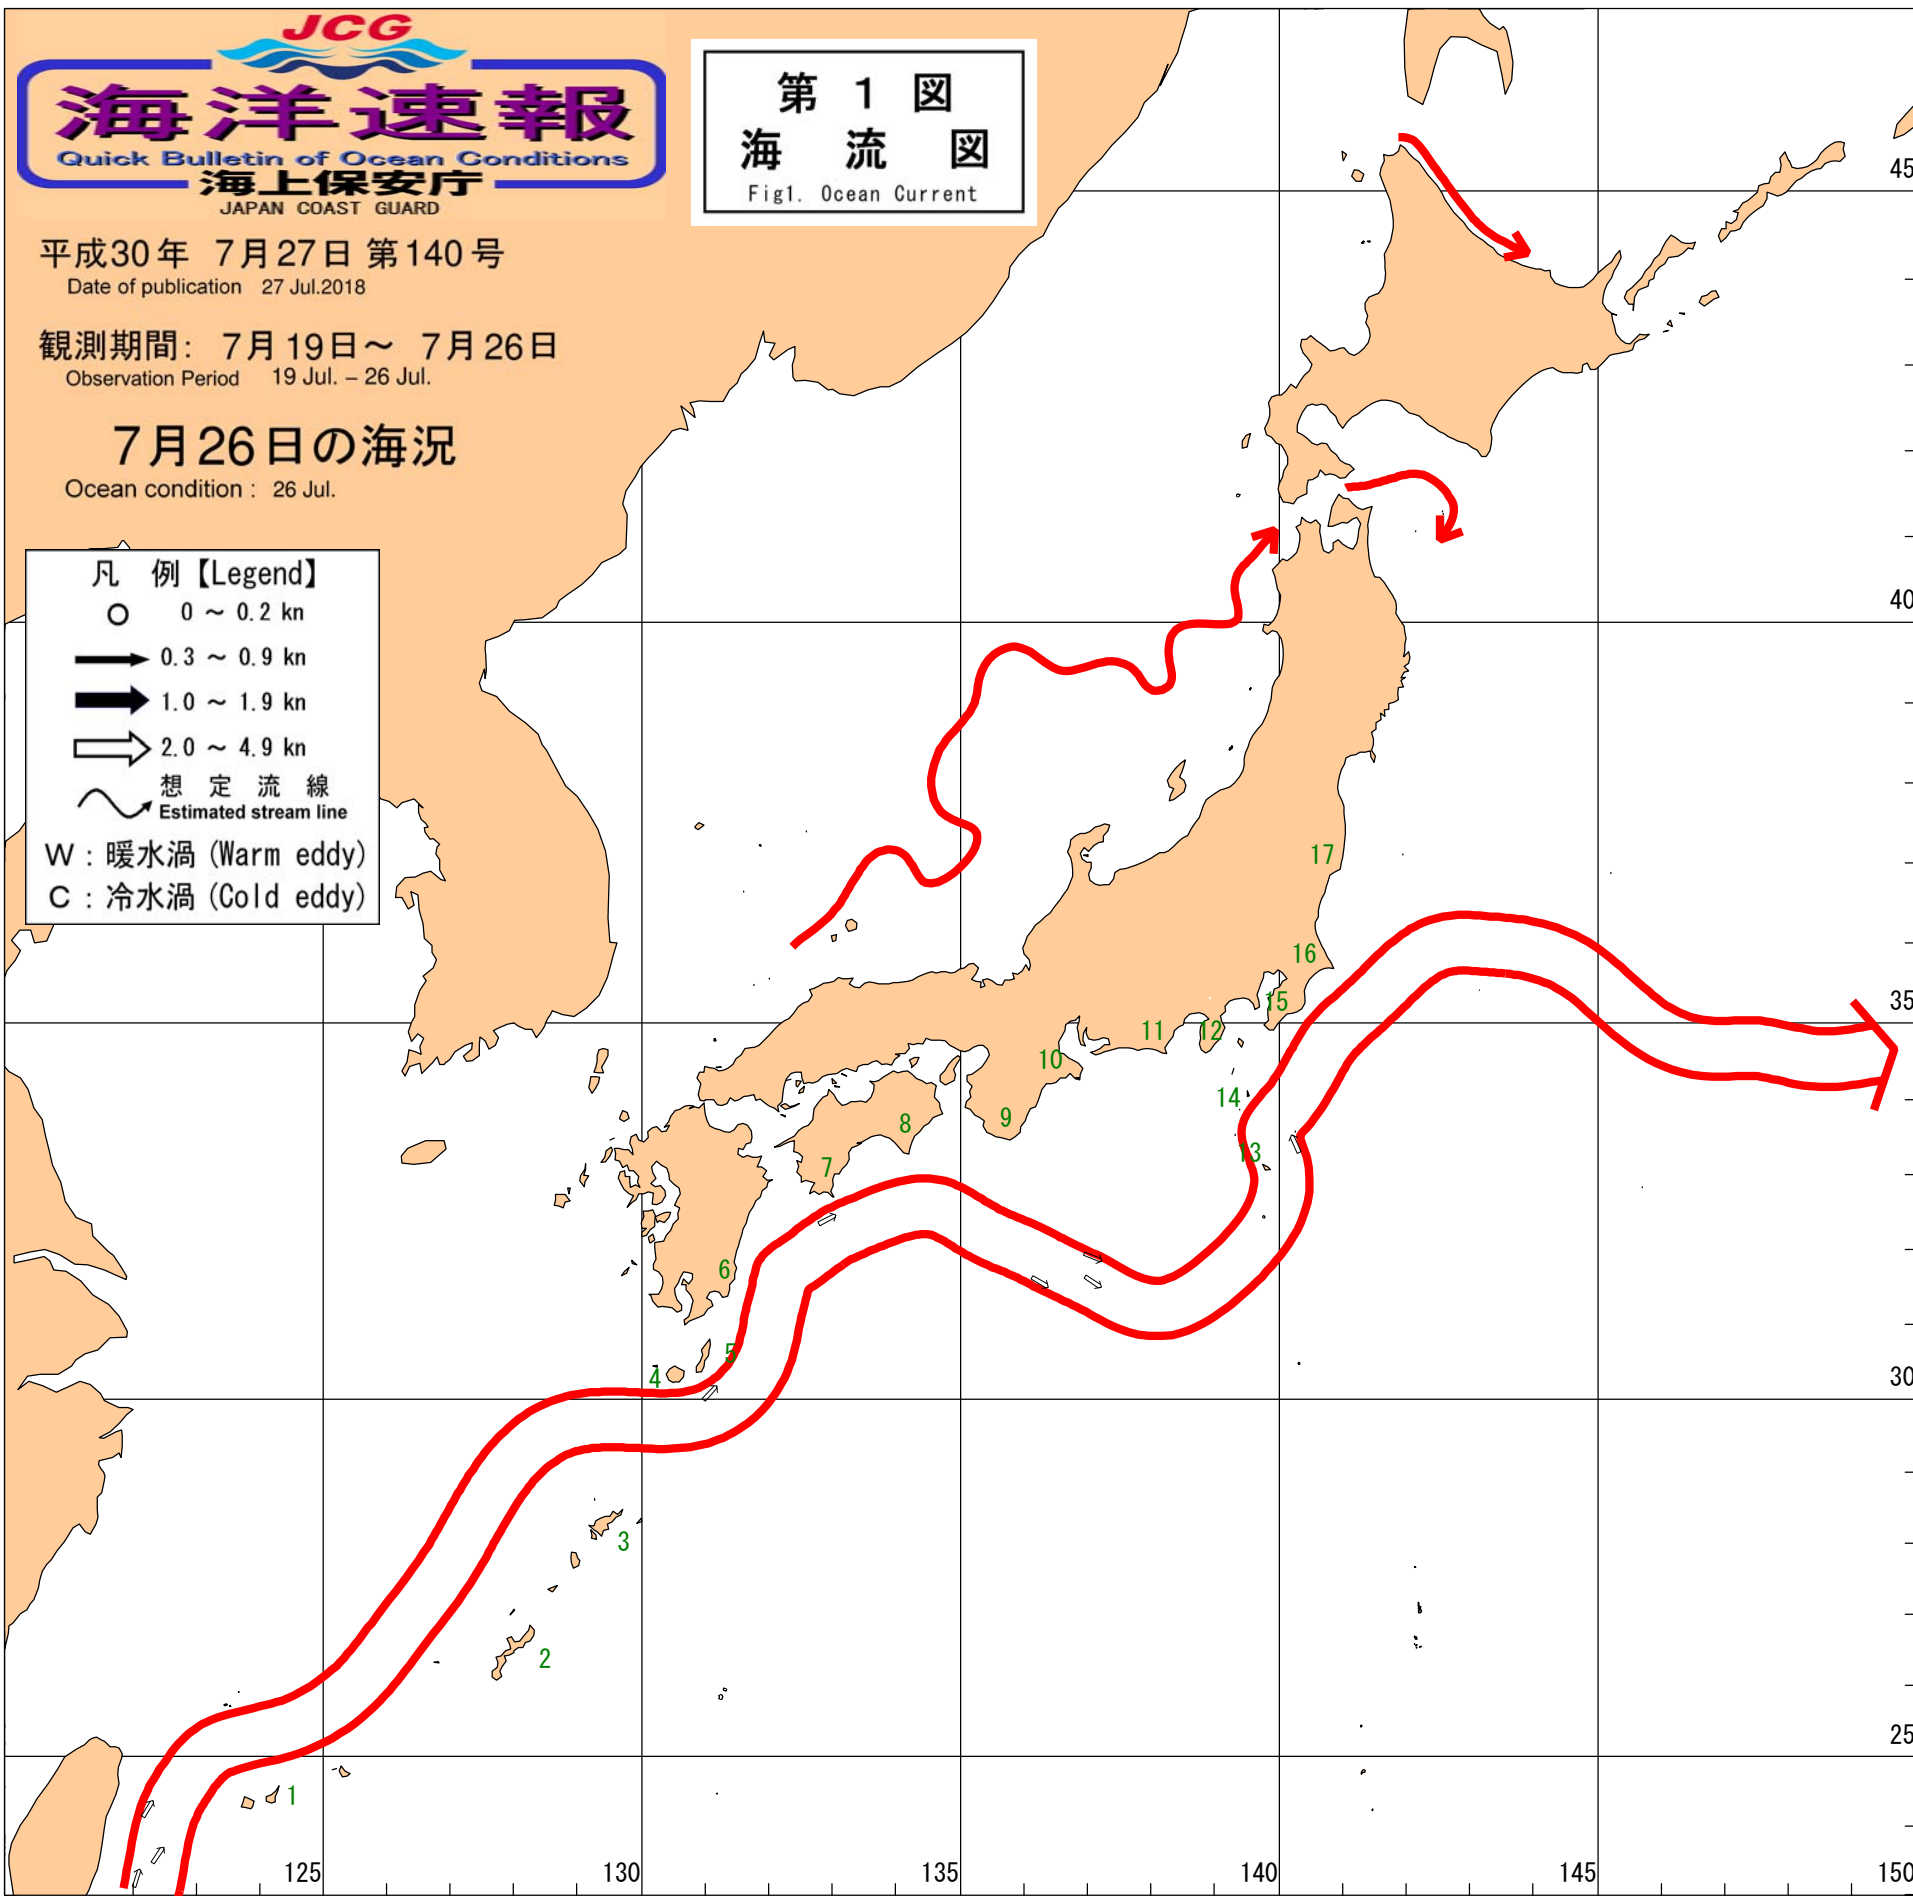 JCG
海洋速報
Quick Bulletin of Ocean Conditions
海上保安庁
JAPAN COAST GUARD
第 1 図
海 流 図
Fig1. Ocean Current
平成30年 7月27日 第140号
Date of publication 27 Jul.2018
観測期間: 7月19日～ 7月26日
Observation Period 19 Jul. – 26 Jul.
7月26日の海況
Ocean condition : 26 Jul.
凡 例【Legend】
0 ～ 0.2 kn
0.3 ～ 0.9 kn
1.0 ～ 1.9 kn
2.0 ～ 4.9 kn
想 定 流 線
Estimated stream line
W : 暖水渦 (Warm eddy)
C : 冷水渦 (Cold eddy)
45
40
35
30
25
17
16
15
11
12
10
14
9
8
13
7
6
5
4
3
2
1
125
130
135
140
145
150